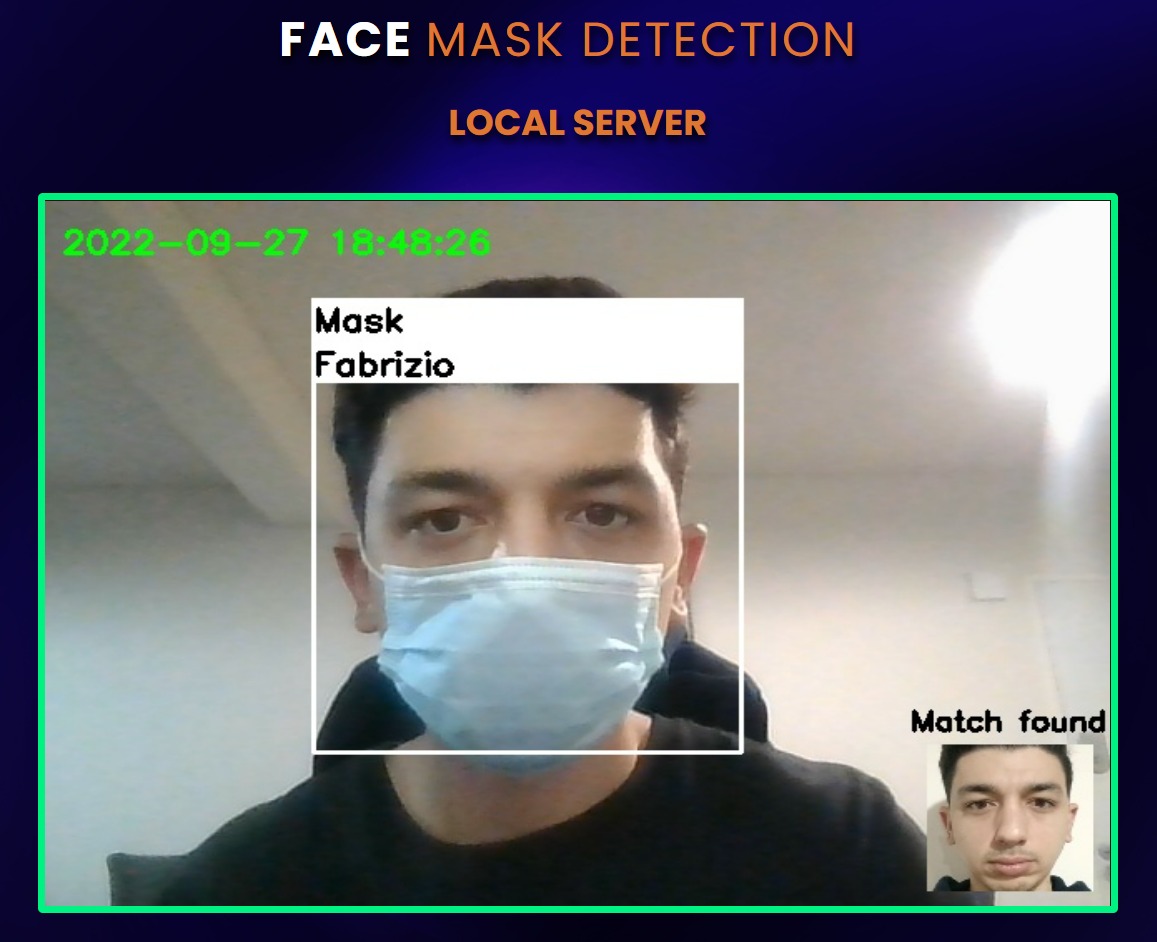 FACE MASK DETECTION
LOCAL SERVER
2022-09-27 18:48:26
Mask
Fabrizio
Match found